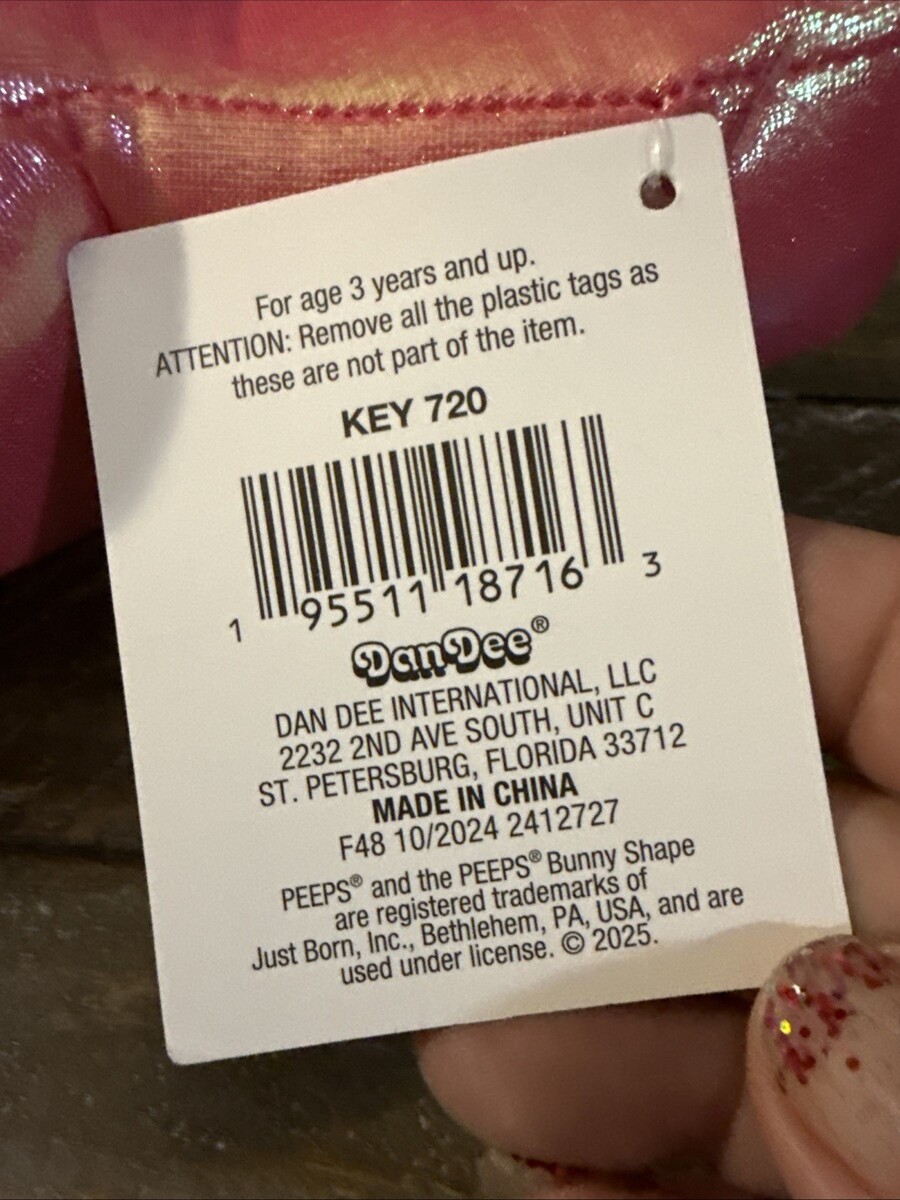 For age 3 years and up.
ATTENTION: Remove all the plastic tags as
these are not part of the item.
KEY 720
1 95511 18716 3
DanDee®
DAN DEE INTERNATIONAL, LLC
2232 2ND AVE SOUTH, UNIT C
ST. PETERSBURG, FLORIDA 33712
MADE IN CHINA
F48 10/2024 2412727
PEEPS® and the PEEPS® Bunny Shape
are registered trademarks of
Just Born, Inc., Bethlehem, PA, USA, and are
used under license. © 2025.